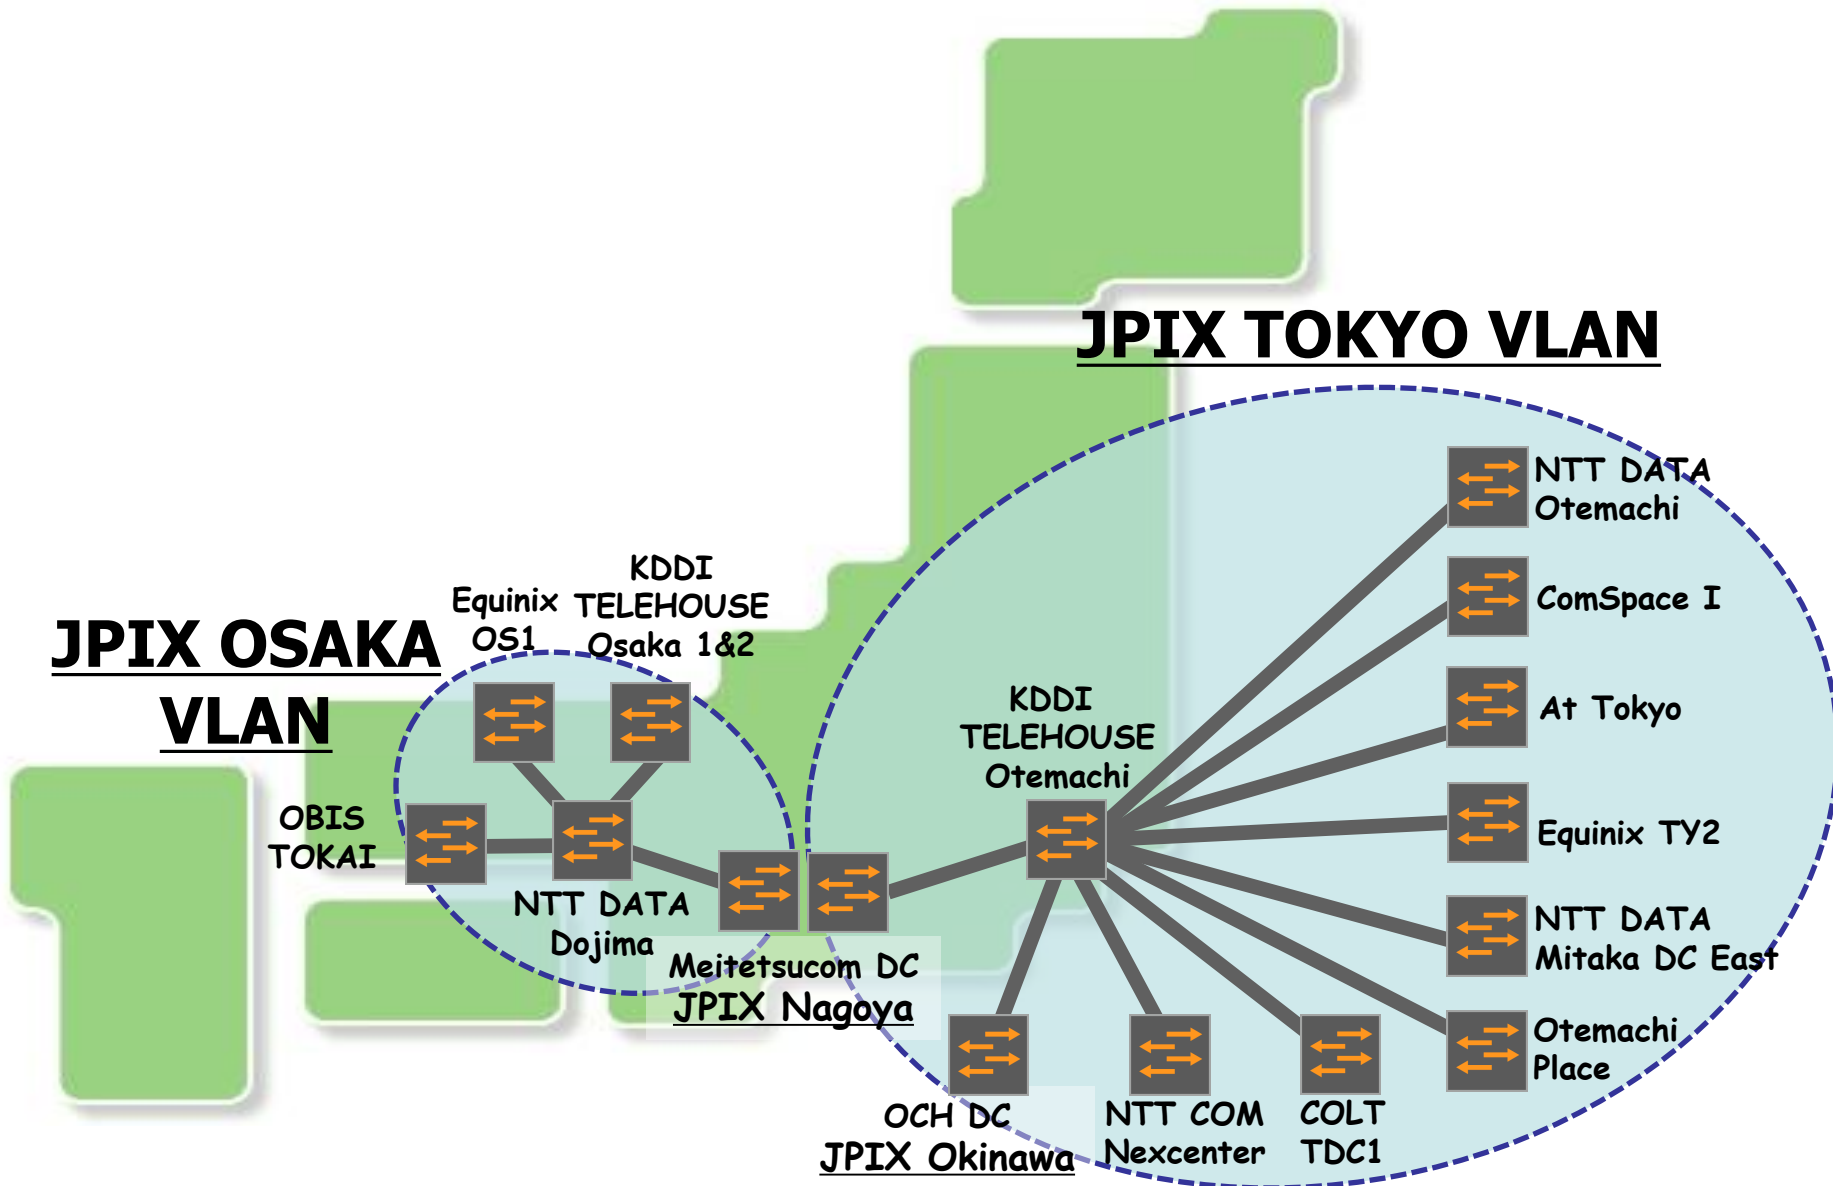 JPIX TOKYO VLAN
NTT DATA
Otemachi
ComSpace I
At Tokyo
Equinix TY2
NTT DATA
Mitaka DC East
Otemachi
Place
KDDI
TELEHOUSE
Otemachi
OCH DC
JPIX Okinawa
NTT COM
Nexcenter
COLT
TDC1
JPIX OSAKA
VLAN
Equinix
OS1
KDDI
TELEHOUSE
Osaka 1&2
OBIS
TOKAI
NTT DATA
Dojima
Meitetsucom DC
JPIX Nagoya